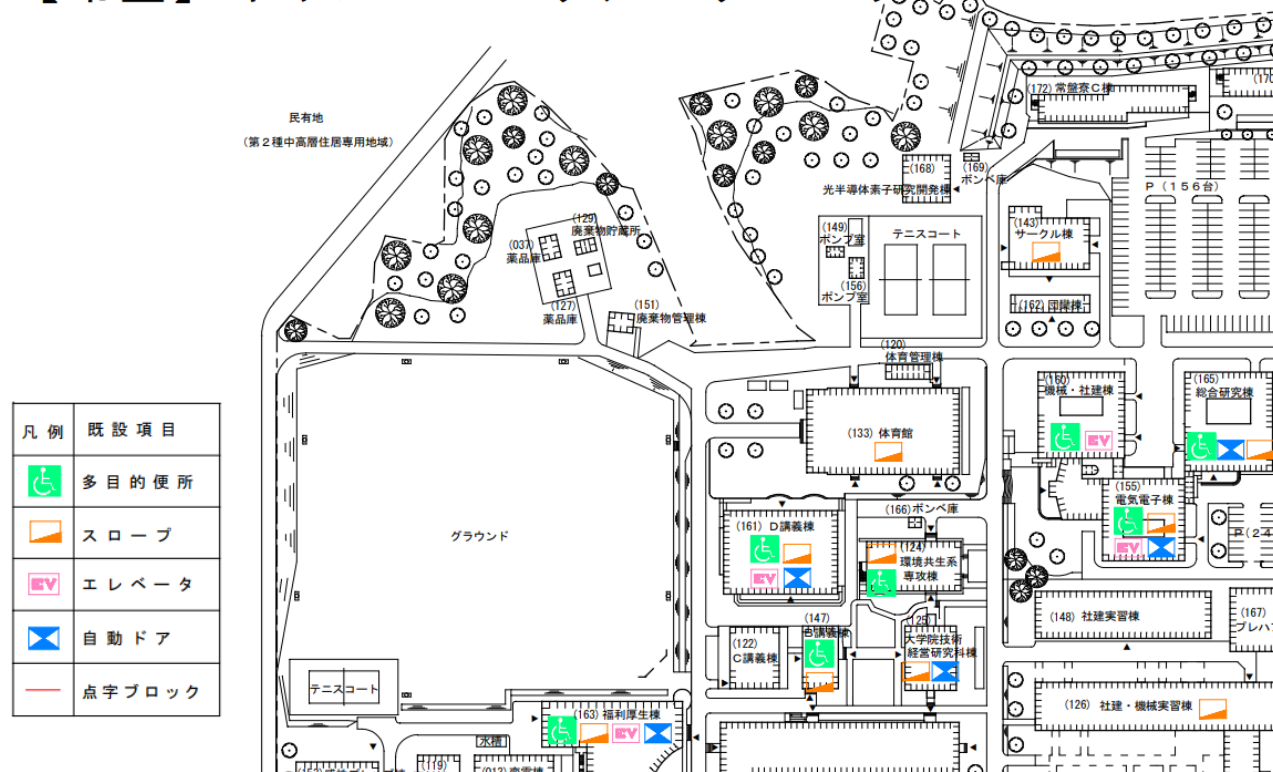 民有地
(第２種中高層住居専用地域)
(172) 常盤寮Ｃ棟
(168)
光半導体素子研究開発棟
(169)
ボンベ庫
Ｐ（１５６台）
(129)
廃棄物貯蔵所
(037)
薬品庫
(127)
薬品庫
(151)
廃棄物管理棟
(149)
ポンプ室
(156)
ポンプ室
テニスコート
(143)
サークル棟
(162) 団欒棟
(120)
体育管理棟
(133) 体育館
(160)
機械・社建棟
(165)
総合研究棟
(155)
電気電子棟
凡 例
既 設 項 目
多 目 的 便 所
ス ロ ー プ
EV
エ レ ベ ー タ
自 動 ド ア
点 字 ブ ロ ッ ク
グラウンド
(161) Ｄ講義棟
EV
(166)ボンベ庫
(124)
環境共生系
専攻棟
EV
EV
Ｐ(２４
(148) 社建実習棟
(167)
プレハブ
(147)
Ｂ講義棟
(122)
Ｃ講義棟
(125)
大学院技術
経営研究科棟
(126) 社建・機械実習棟
テニスコート
(163) 福利厚生棟
EV
水槽
(119)